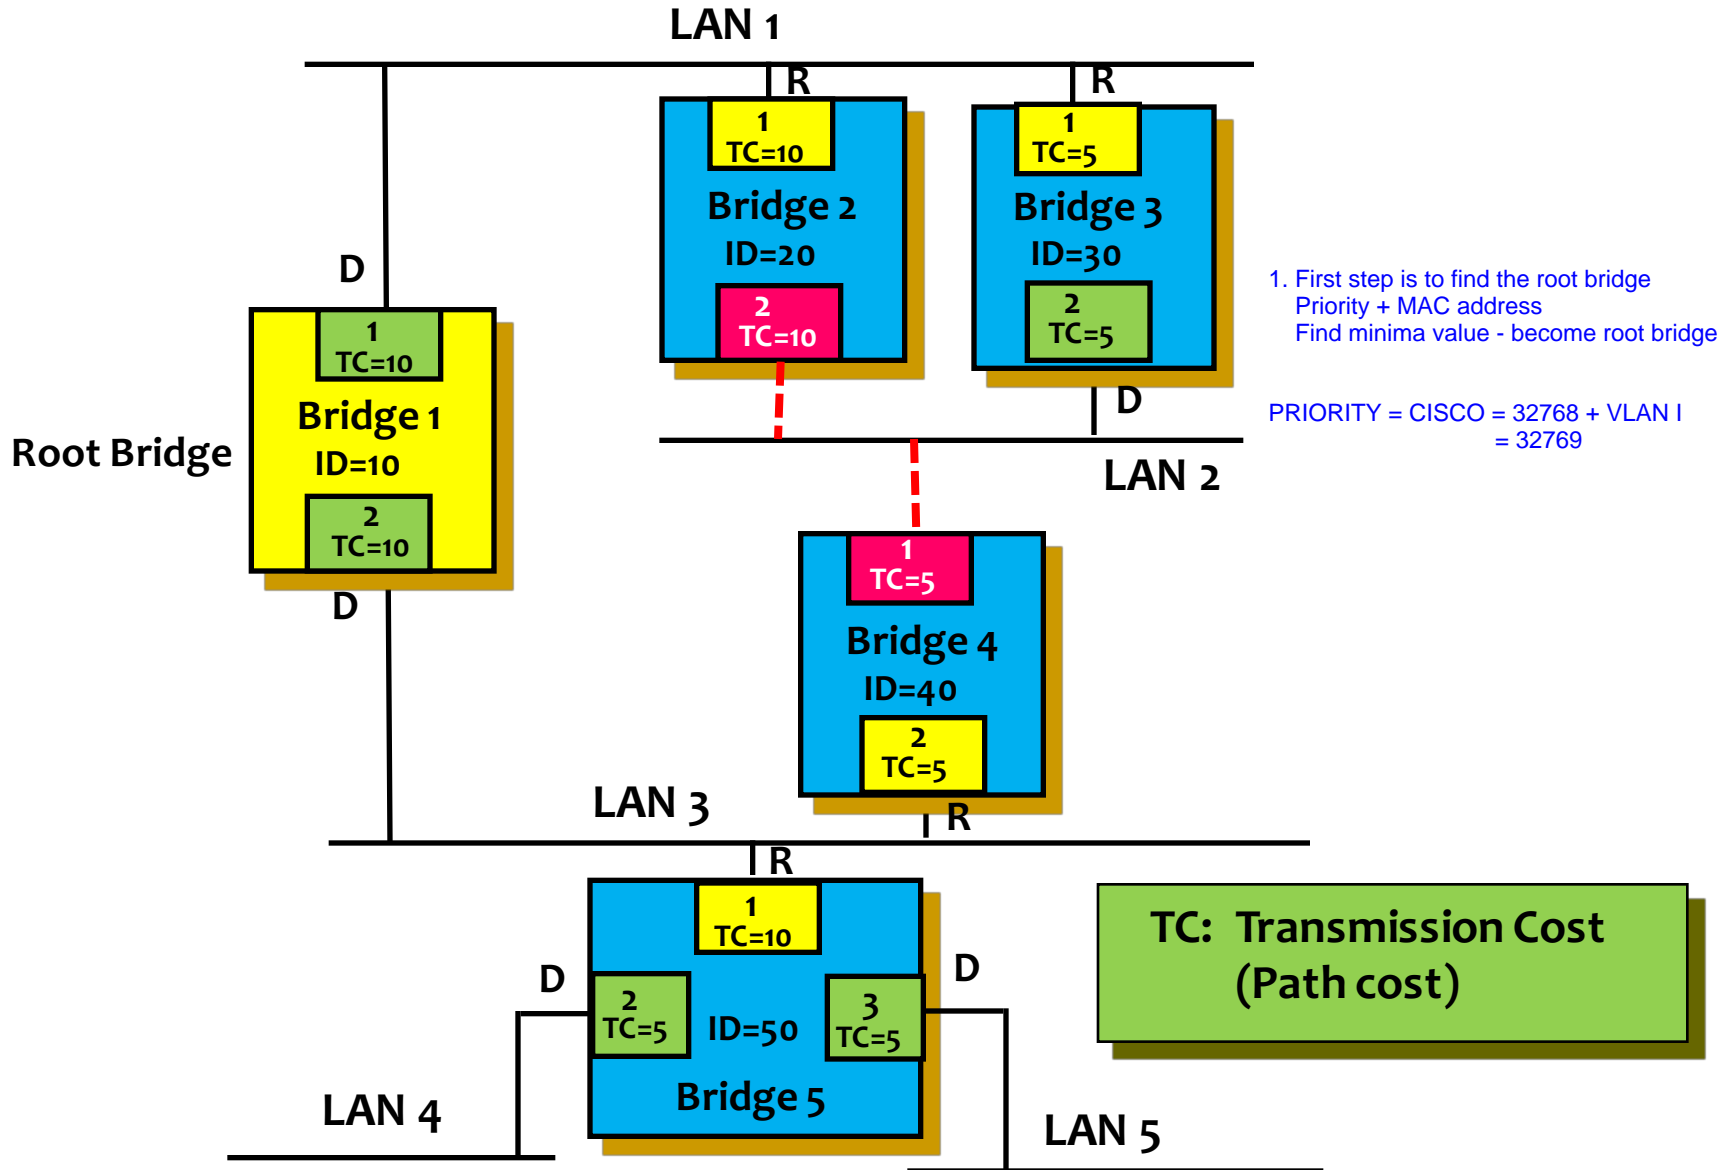 LAN 1
R
R
1
TC=10
Bridge 2
ID=20
2
TC=10
1
TC=5
Bridge 3
ID=30
2
TC=5
D
D
1
TC=10
Bridge 1
ID=10
2
TC=10
D
Root Bridge
1. First step is to find the root bridge
Priority + MAC address
Find minima value - become root bridge
PRIORITY = CISCO = 32768 + VLAN I
= 32769
LAN 2
1
TC=5
Bridge 4
ID=40
2
TC=5
R
LAN 3
R
1
TC=10
D
2
TC=5
ID=50
3
TC=5
D
Bridge 5
LAN 4
LAN 5
TC: Transmission Cost
(Path cost)